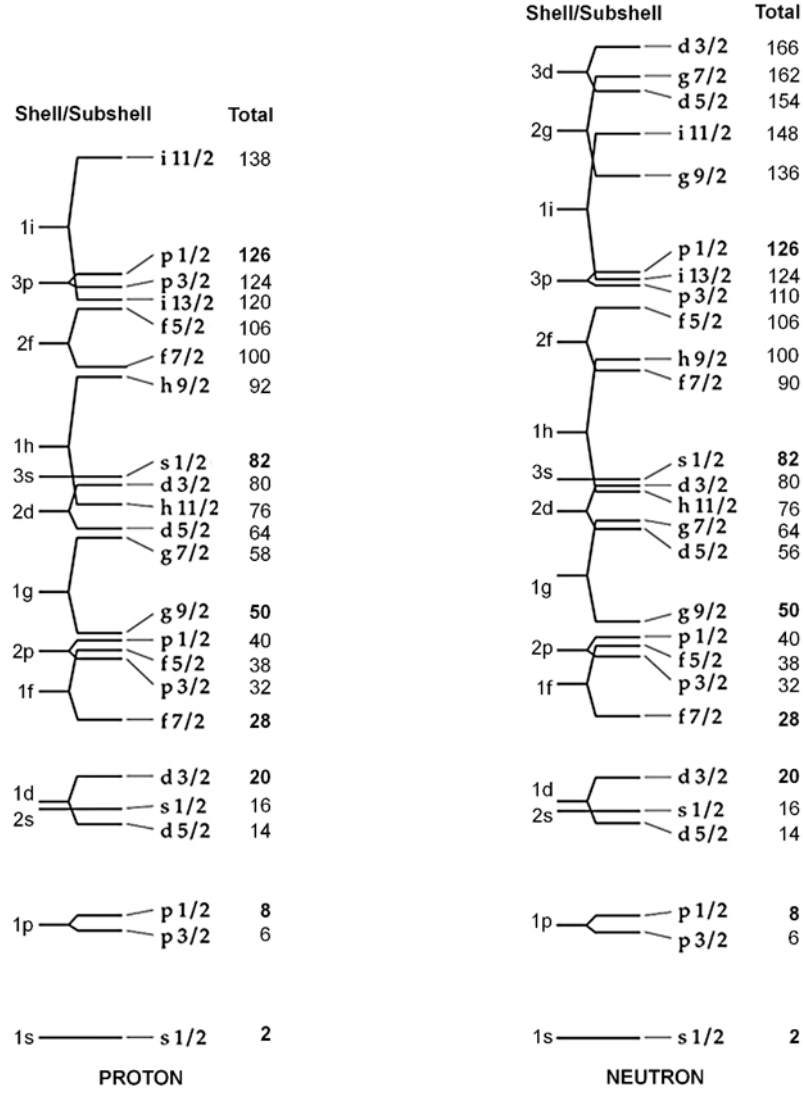 Shell/Subshell Total
i 11/2 138
1i
p 1/2 126
3p
p 3/2 124
i 13/2 120
f 5/2 106
2f
f 7/2 100
h 9/2 92
1h
s 1/2 82
3s
d 3/2 80
2d
h 11/2 76
d 5/2 64
g 7/2 58
1g
g 9/2 50
p 1/2 40
2p
f 5/2 38
1f
p 3/2 32
f 7/2 28
d 3/2 20
1d
s 1/2 16
2s
d 5/2 14
p 1/2 8
1p
p 3/2 6
1s s 1/2 2
PROTON
Shell/Subshell Total
d 3/2 166
3d
g 7/2 162
d 5/2 154
2g
i 11/2 148
g 9/2 136
1i
p 1/2 126
3p
i 13/2 124
p 3/2 110
f 5/2 106
2f
h 9/2 100
f 7/2 90
1h
s 1/2 82
3s
d 3/2 80
2d
h 11/2 76
g 7/2 64
d 5/2 56
1g
g 9/2 50
p 1/2 40
2p
f 5/2 38
1f
p 3/2 32
f 7/2 28
d 3/2 20
1d
s 1/2 16
2s
d 5/2 14
p 1/2 8
1p
p 3/2 6
1s s 1/2 2
NEUTRON